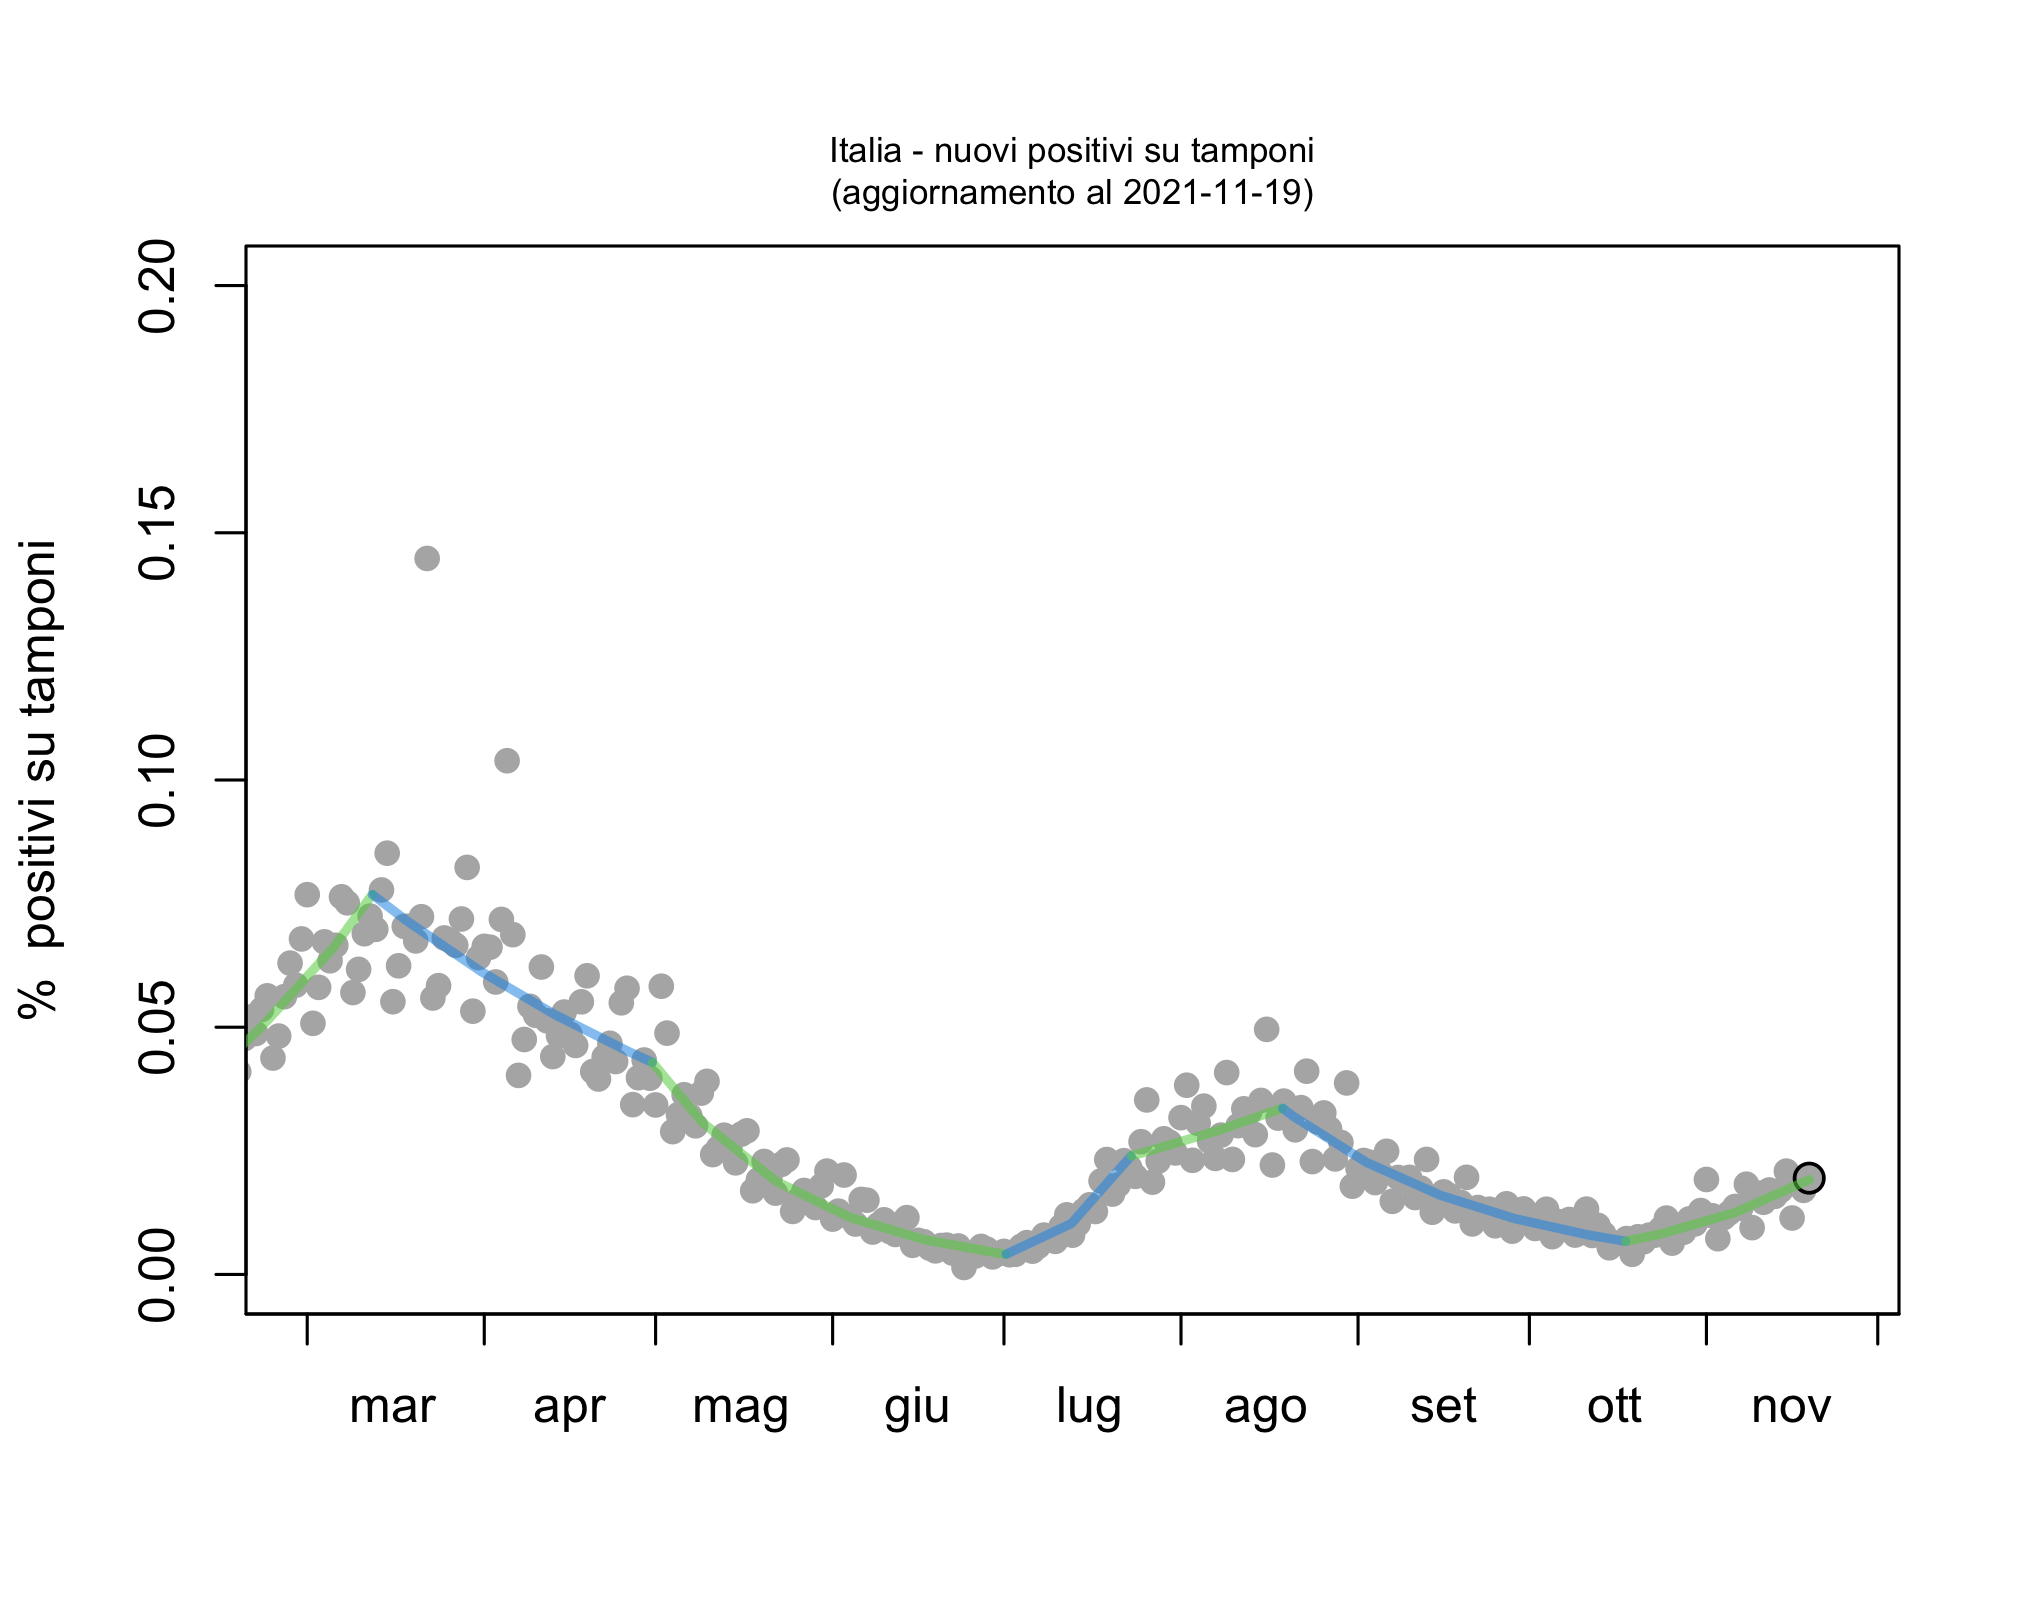 Italia - nuovi positivi su tamponi
(aggiornamento al 2021-11-19)
% positivi su tamponi
0.20
0.15
0.10
0.05
0.00
mar apr mag giu lug ago set ott nov